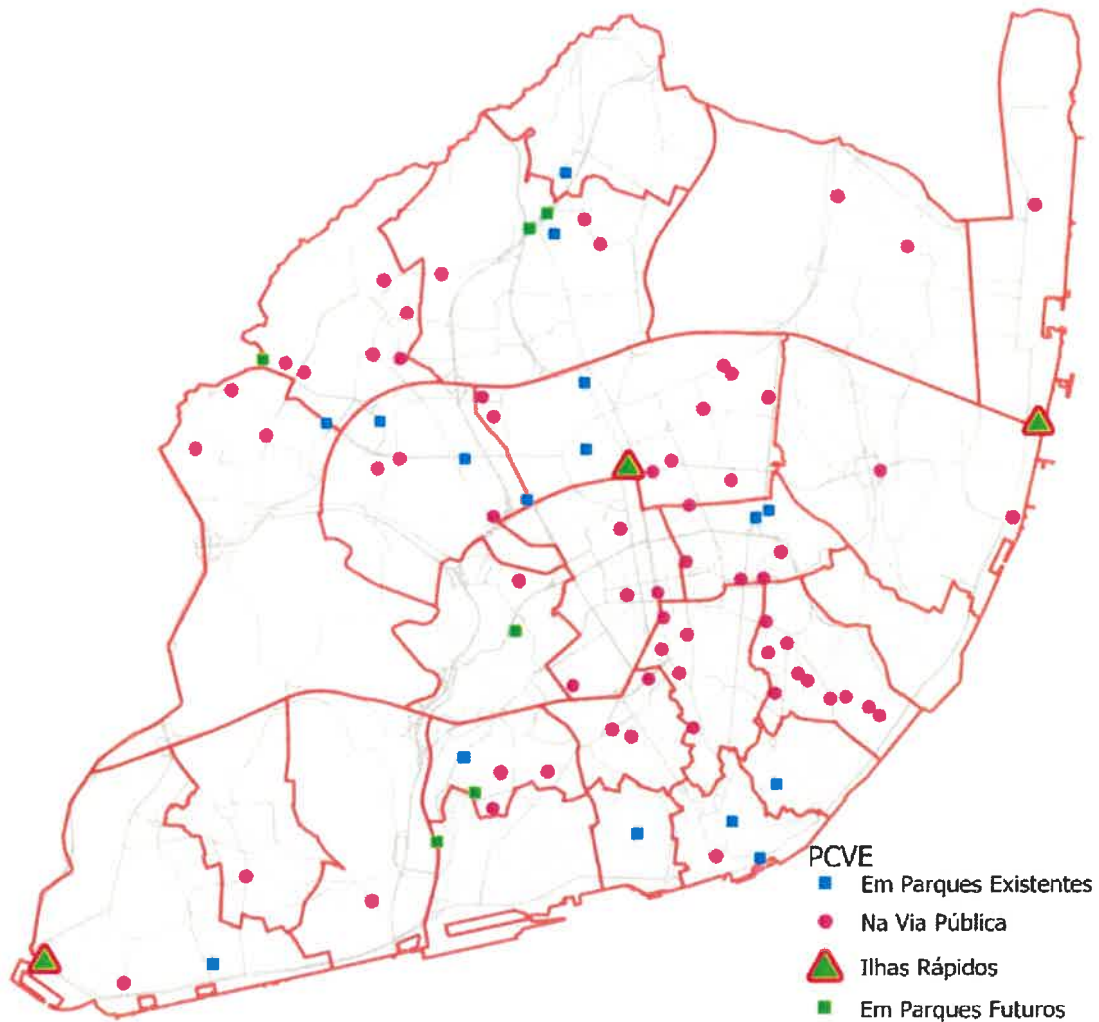 PCVE
Em Parques Existentes
Na Via Pública
Ilhas Rápidos
Em Parques Futuros